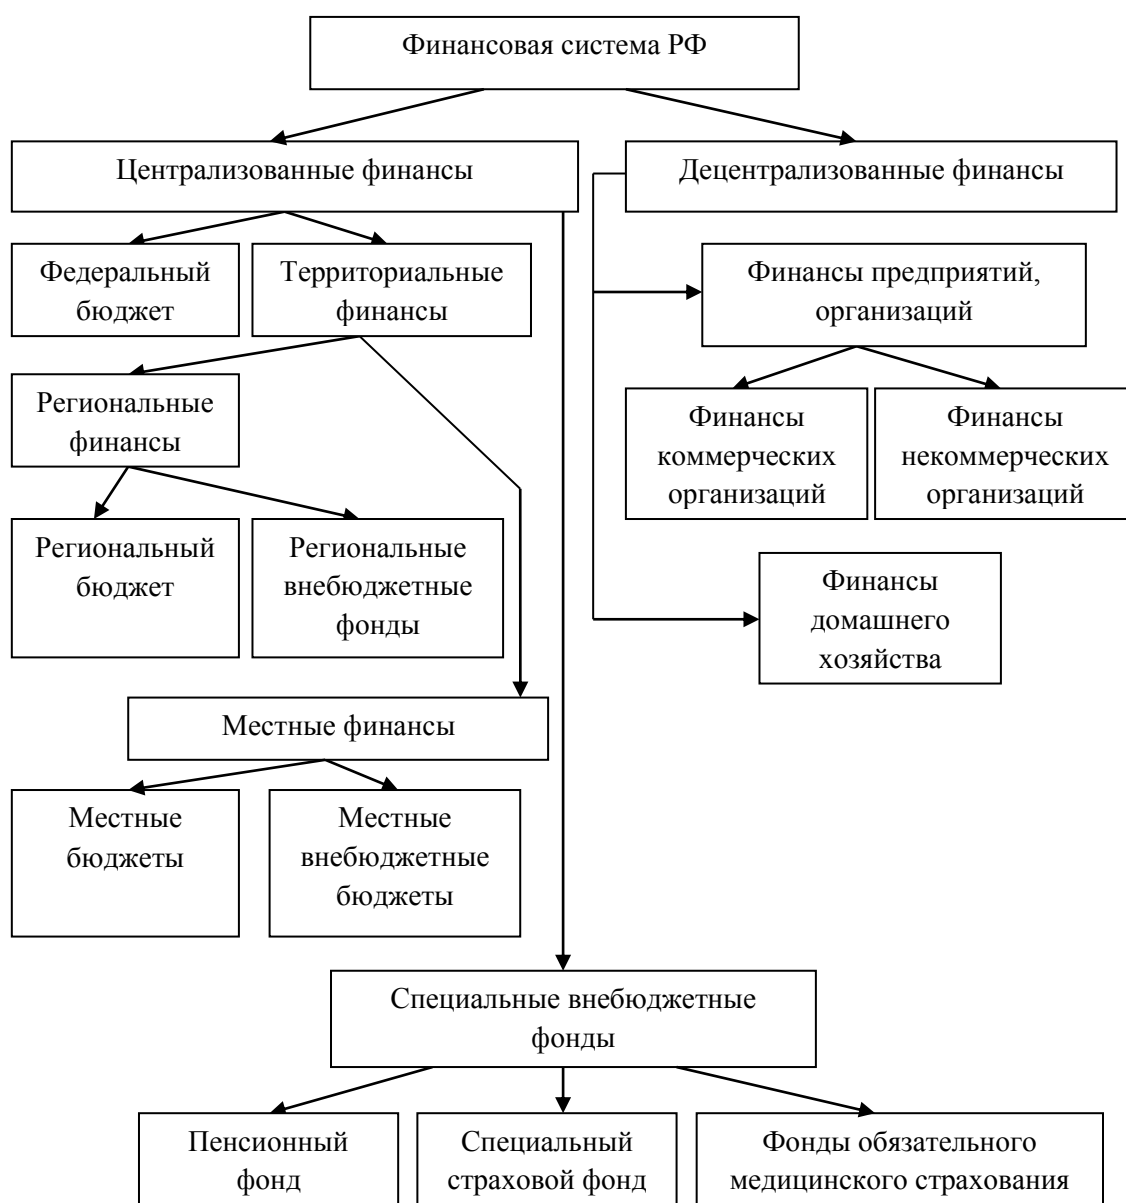 Финансовая система РФ
Централизованные финансы
Децентрализованные финансы
Федеральный
бюджет
Территориальные
финансы
Финансы предприятий,
организаций
Региональные
финансы
Финансы
коммерческих
организаций
Финансы
некоммерческих
организаций
Региональный
бюджет
Региональные
внебюджетные
фонды
Финансы
домашнего
хозяйства
Местные финансы
Местные
бюджеты
Местные
внебюджетные
бюджеты
Специальные внебюджетные
фонды
Пенсионный
фонд
Специальный
страховой фонд
Фонды обязательного
медицинского страхования